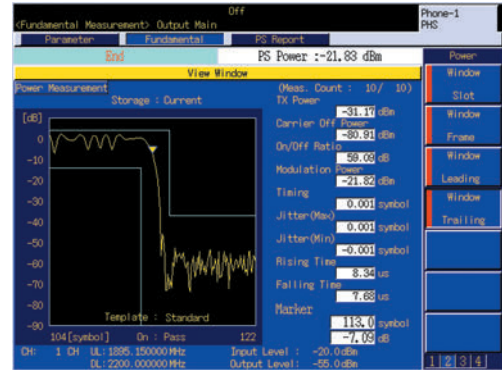 Off
Phone-1
<Fundamental Measurement> Output Main
PHS
Parameter Fundamental PS Report
End PS Power :-21.83 dBm
Power
View Window
Window
Slot
Power Measurement
(Meas. Count : 10/ 10)
Storage : Current
TX Power
-31.17 dBm
Carrier Off Power
-80.91 dBm
On/Off Ratio
59.09 dB
Modulation Power
-21.82 dBm
Timing
0.001 symbol
Jitter(Max)
0.001 symbol
Jitter(Min)
-0.001 symbol
Rising Time
8.34 us
Falling Time
7.68 us
Marker
113.0 symbol
-7.09 dB
Window
Frame
Window
Leading
Window
Trailing
[dB]
0
-10
-20
-30
-40
-50
-60
-70
-80
-90
Template : Standard
104[symbol] On : Pass 122
CH: 1 CH UL:1895.150000MHz Input Level : -20.0dBm
DL:2200.000000MHz Output Level: -55.0dBm
1 2 3 4